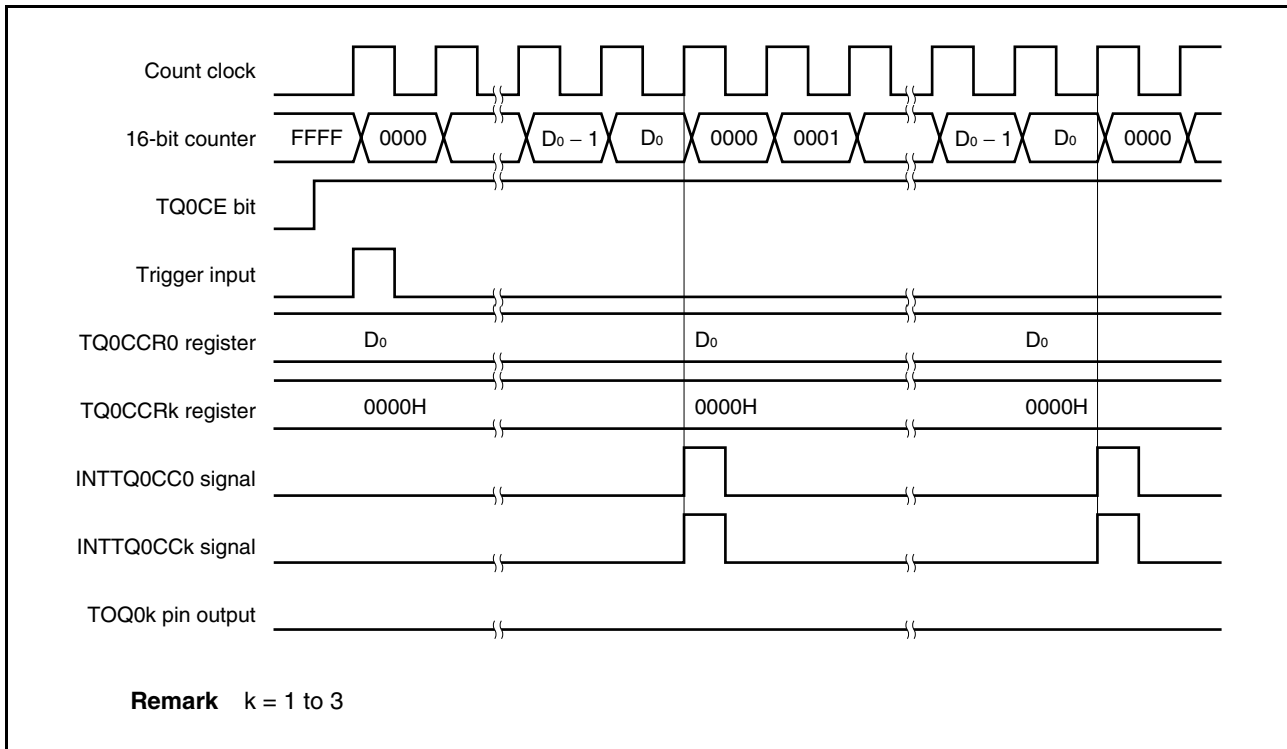 Count clock
16-bit counter FFFF 0000 D₀ − 1 D₀ 0000 0001 D₀ − 1 D₀ 0000
TQ0CE bit
Trigger input
TQ0CCR0 register D₀ D₀ D₀
TQ0CCRk register 0000H 0000H 0000H
INTTQ0CC0 signal
INTTQ0CCk signal
TOQ0k pin output
Remark k = 1 to 3